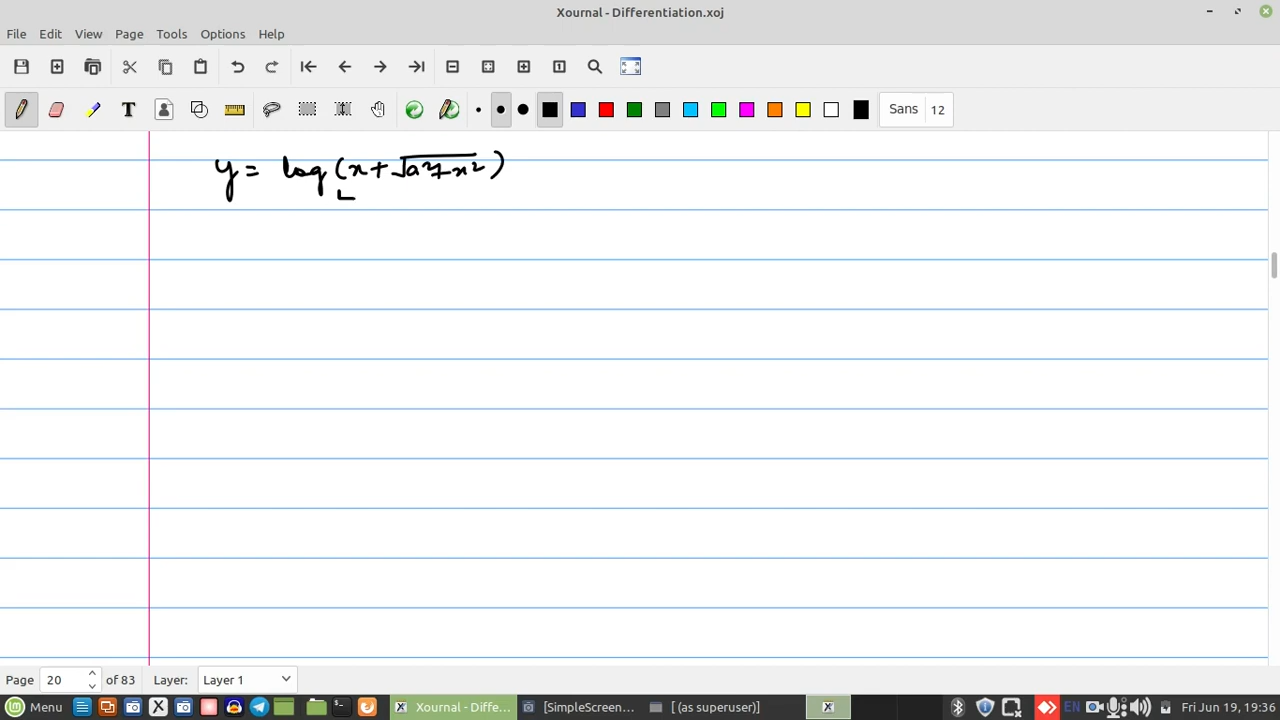 Xournal - Differentiation.xoj
File Edit View Page Tools Options Help
Sans 12
y = log (x + √a²+x² )
Page 20 of 83 Layer: Layer 1
Menu Xournal - Diffe... [SimpleScreen... [ (as superuser)] EN Fri Jun 19, 19:36